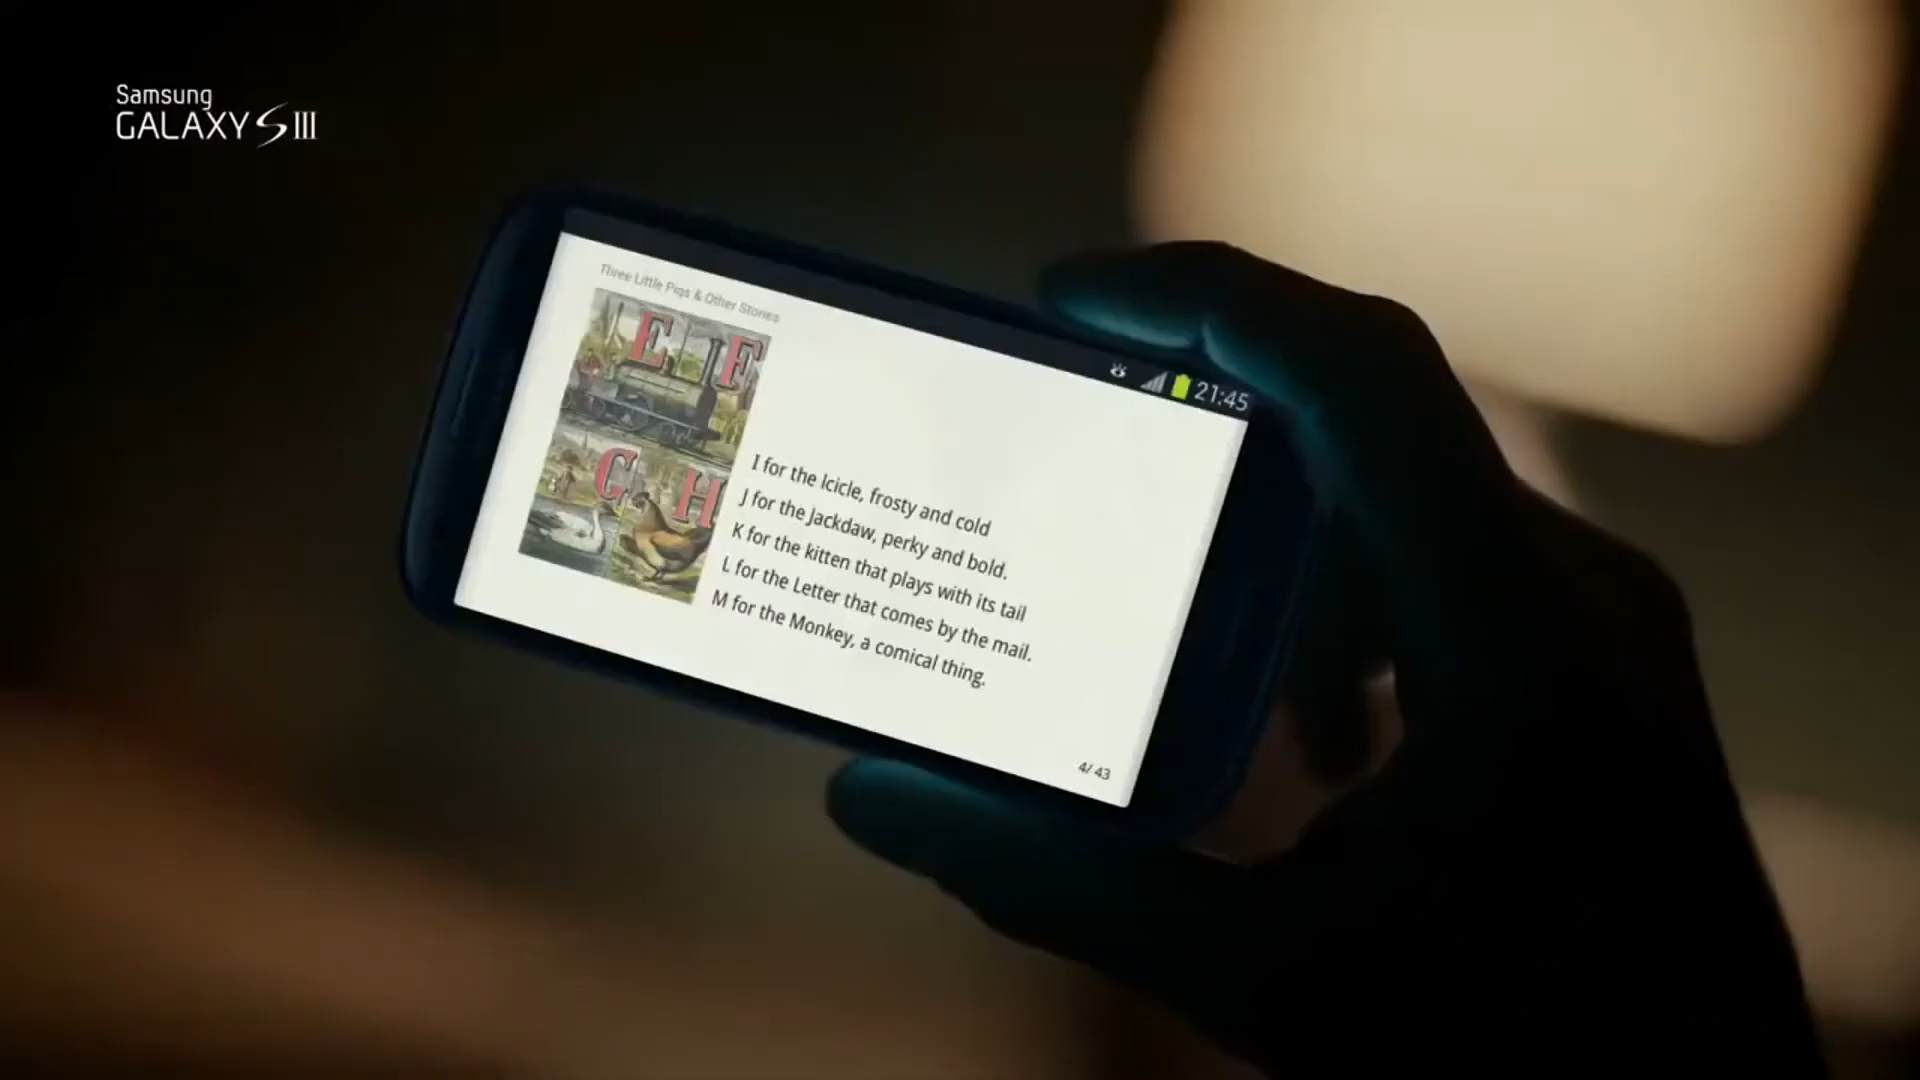 Samsung
GALAXY S III
21:45
Three Little Pigs & Other Stories
E F
G H
I for the Icicle, frosty and cold
J for the Jackdaw, perky and bold.
K for the kitten that plays with its tail
L for the Letter that comes by the mail.
M for the Monkey, a comical thing.
4/ 43